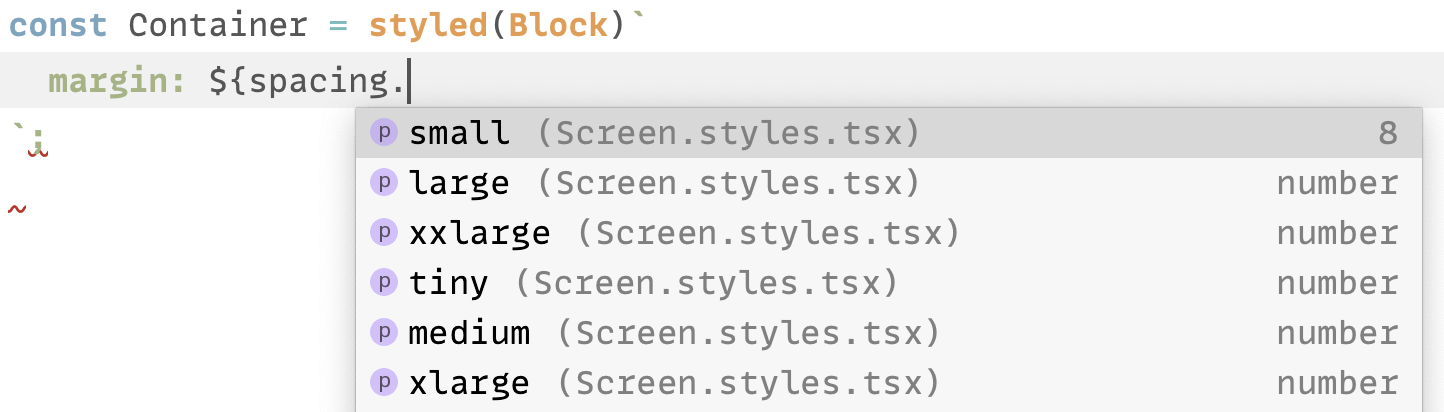 const Container = styled(Block)`
  margin: ${spacing.
p small (Screen.styles.tsx) 8
`;
p large (Screen.styles.tsx) number
~
p xxlarge (Screen.styles.tsx) number
p tiny (Screen.styles.tsx) number
p medium (Screen.styles.tsx) number
p xlarge (Screen.styles.tsx) number